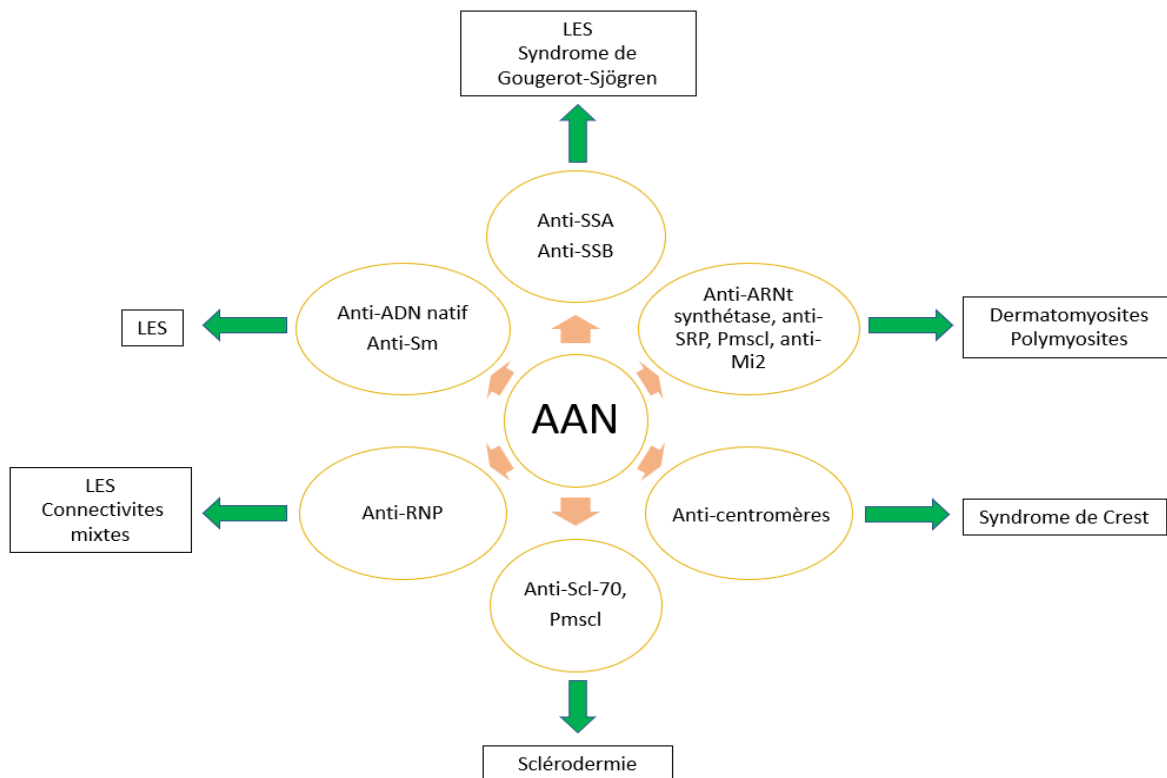 LES
Syndrome de
Gougerot-Sjögren
Anti-SSA
Anti-SSB
Anti-ADN natif
Anti-Sm
LES
Anti-ARNt
synthétase, anti-
SRP, Pmscl, anti-
Mi2
Dermatomyosites
Polymyosites
AAN
LES
Connectivites
mixtes
Anti-RNP
Anti-centromères
Syndrome de Crest
Anti-Scl-70,
Pmscl
Sclérodermie